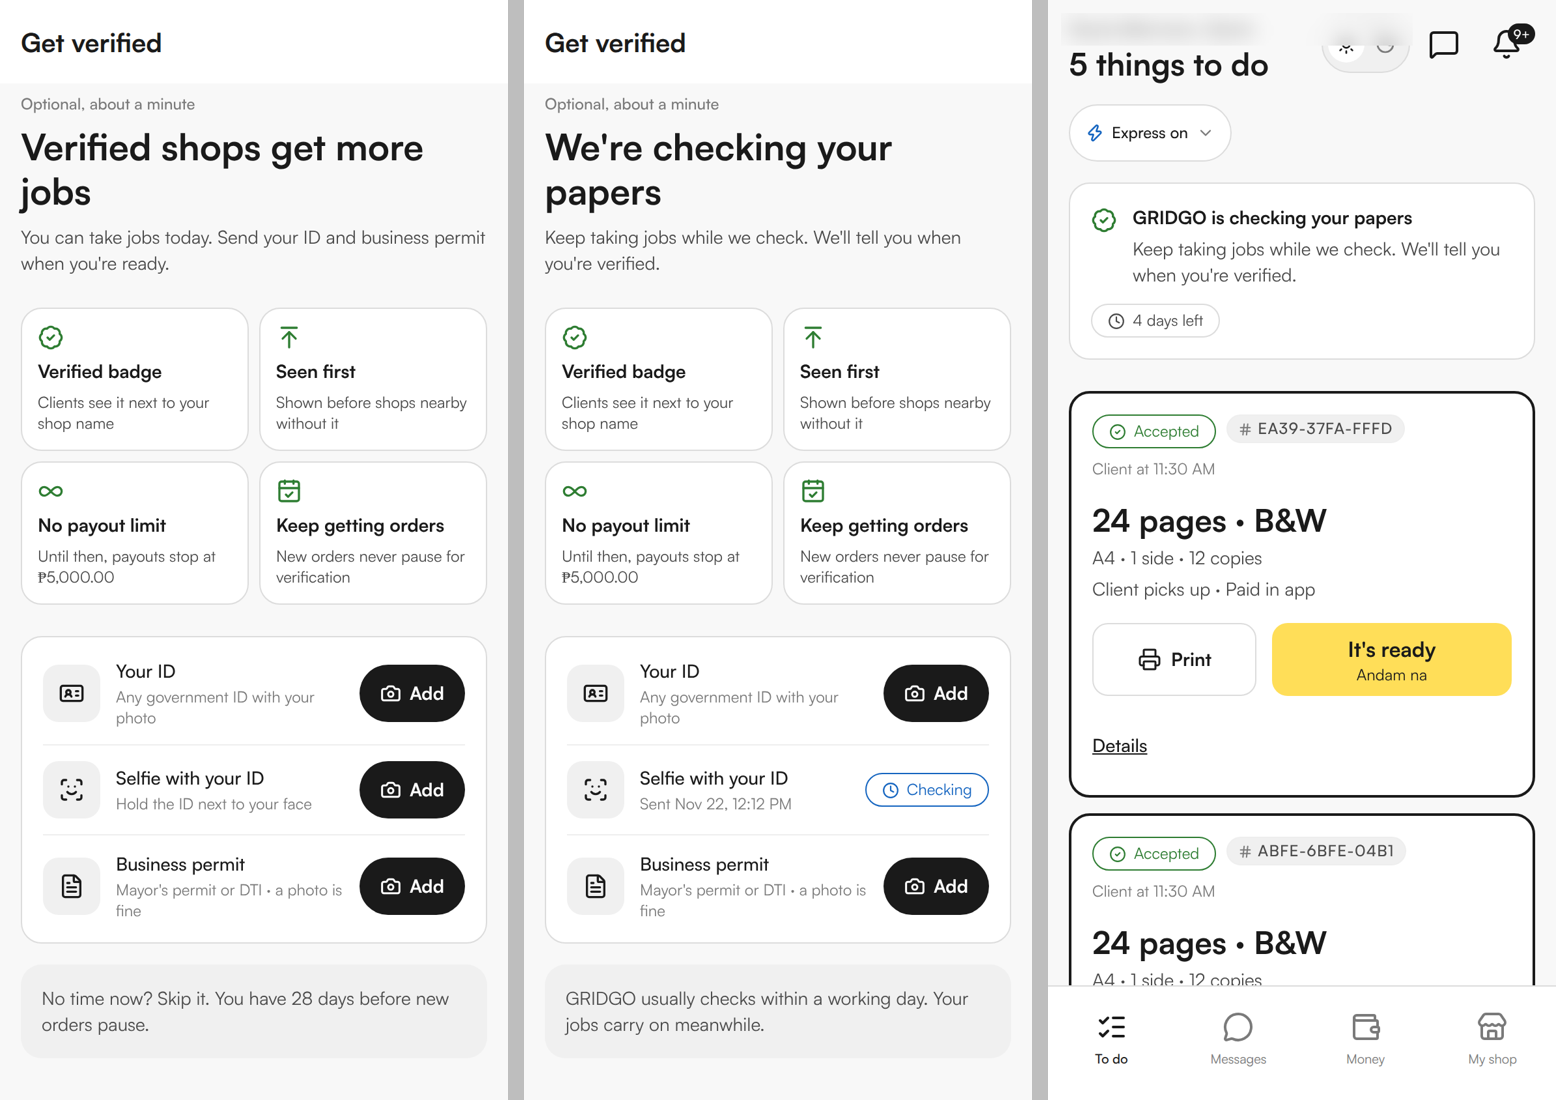 Get verified
Optional, about a minute
Verified shops get more
jobs
You can take jobs today. Send your ID and business permit
when you're ready.
Verified badge
Clients see it next to your
shop name
Seen first
Shown before shops nearby
without it
No payout limit
Until then, payouts stop at
₱5,000.00
Keep getting orders
New orders never pause for
verification
Your ID
Any government ID with your
photo
Add
Selfie with your ID
Hold the ID next to your face
Add
Business permit
Mayor's permit or DTI · a photo is
fine
Add
No time now? Skip it. You have 28 days before new
orders pause.
Get verified
Optional, about a minute
We're checking your
papers
Keep taking jobs while we check. We'll tell you when
you're verified.
Verified badge
Clients see it next to your
shop name
Seen first
Shown before shops nearby
without it
No payout limit
Until then, payouts stop at
₱5,000.00
Keep getting orders
New orders never pause for
verification
Your ID
Any government ID with your
photo
Add
Selfie with your ID
Sent Nov 22, 12:12 PM
Checking
Business permit
Mayor's permit or DTI · a photo is
fine
Add
GRIDGO usually checks within a working day. Your
jobs carry on meanwhile.
5 things to do
9+
Express on
GRIDGO is checking your papers
Keep taking jobs while we check. We'll tell you
when you're verified.
4 days left
Accepted
# EA39-37FA-FFFD
Client at 11:30 AM
24 pages · B&W
A4 · 1 side · 12 copies
Client picks up · Paid in app
Print
It's ready
Andam na
Details
Accepted
# ABFE-6BFE-04B1
Client at 11:30 AM
24 pages · B&W
A4 · 1 side · 12 copies
To do
Messages
Money
My shop